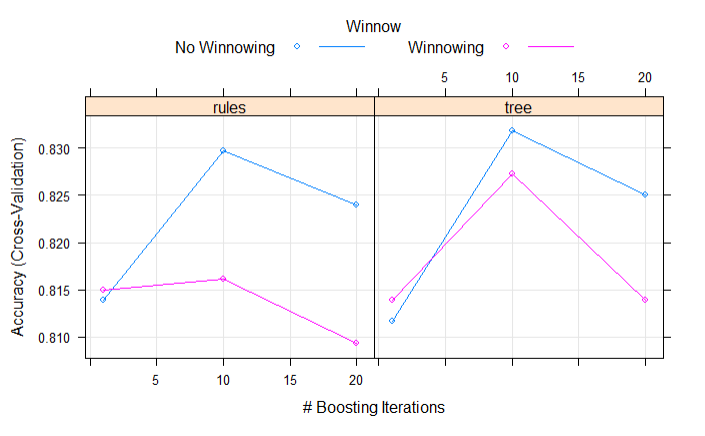 Winnow
No Winnowing Winnowing
5 10 15 20
rules tree
0.830
0.825
0.820
0.815
0.810
Accuracy (Cross-Validation)
5 10 15 20
# Boosting Iterations